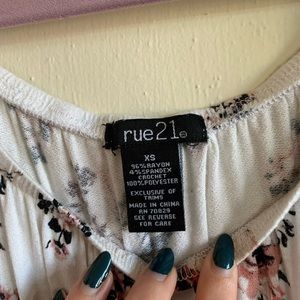 rue21
XS
96% RAYON
4% SPANDEX
CROCHET
100% POLYESTER
EXCLUSIVE OF
TRIMS
MADE IN CHINA
RN 70829
SEE REVERSE
FOR CARE